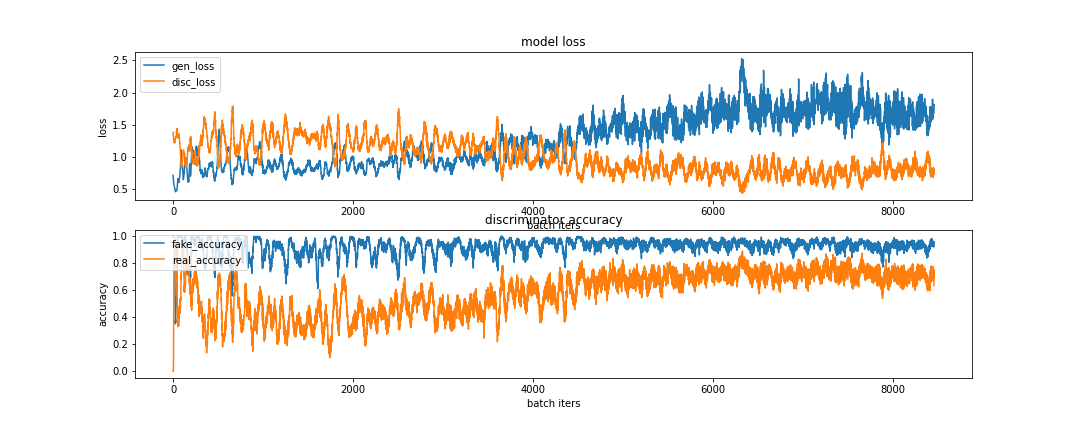 model loss
2.5
2.0
1.5
1.0
0.5
loss
gen_loss
disc_loss
0 2000 4000 6000 8000
batch iters
discriminator accuracy
1.0
0.8
0.6
0.4
0.2
0.0
accuracy
fake_accuracy
real_accuracy
0 2000 4000 6000 8000
batch iters